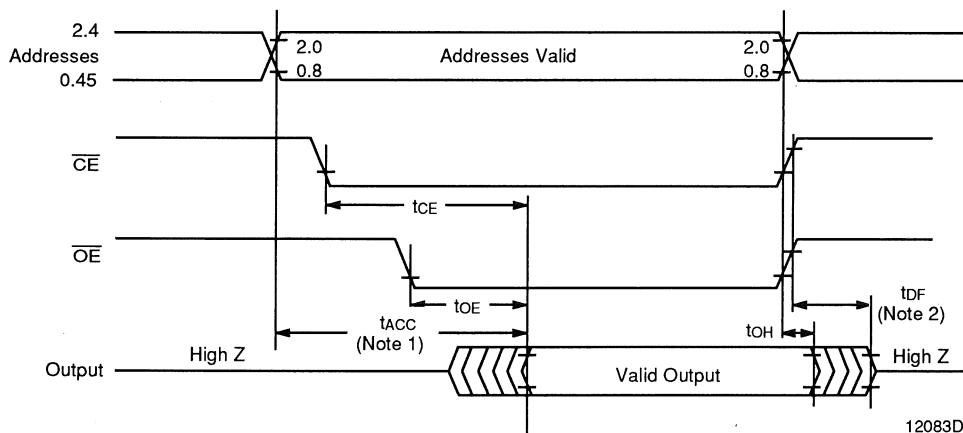 2.4
Addresses
0.45
2.0
0.8
Addresses Valid
2.0
0.8
CE
tCE
OE
tOE
tACC
(Note 1)
tDF
(Note 2)
tOH
Output
High Z
Valid Output
High Z
12083D